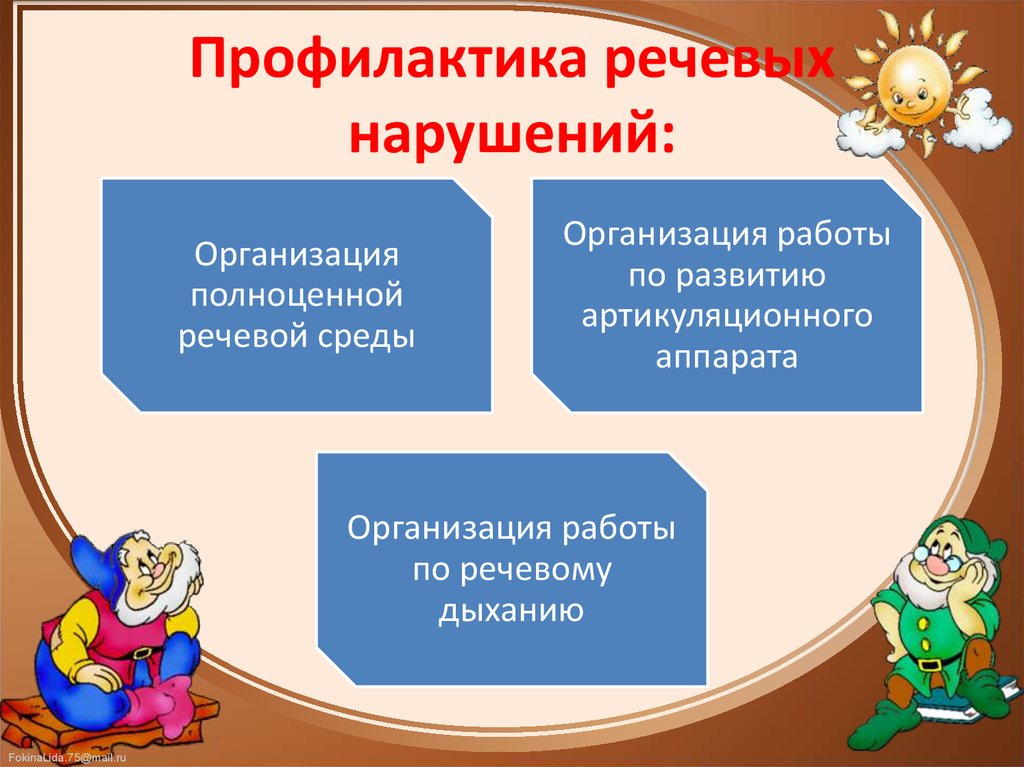 Профилактика речевых
нарушений:
Организация
полноценной
речевой среды
Организация работы
по развитию
артикуляционного
аппарата
Организация работы
по речевому
дыханию
FokinaLida.75@mail.ru